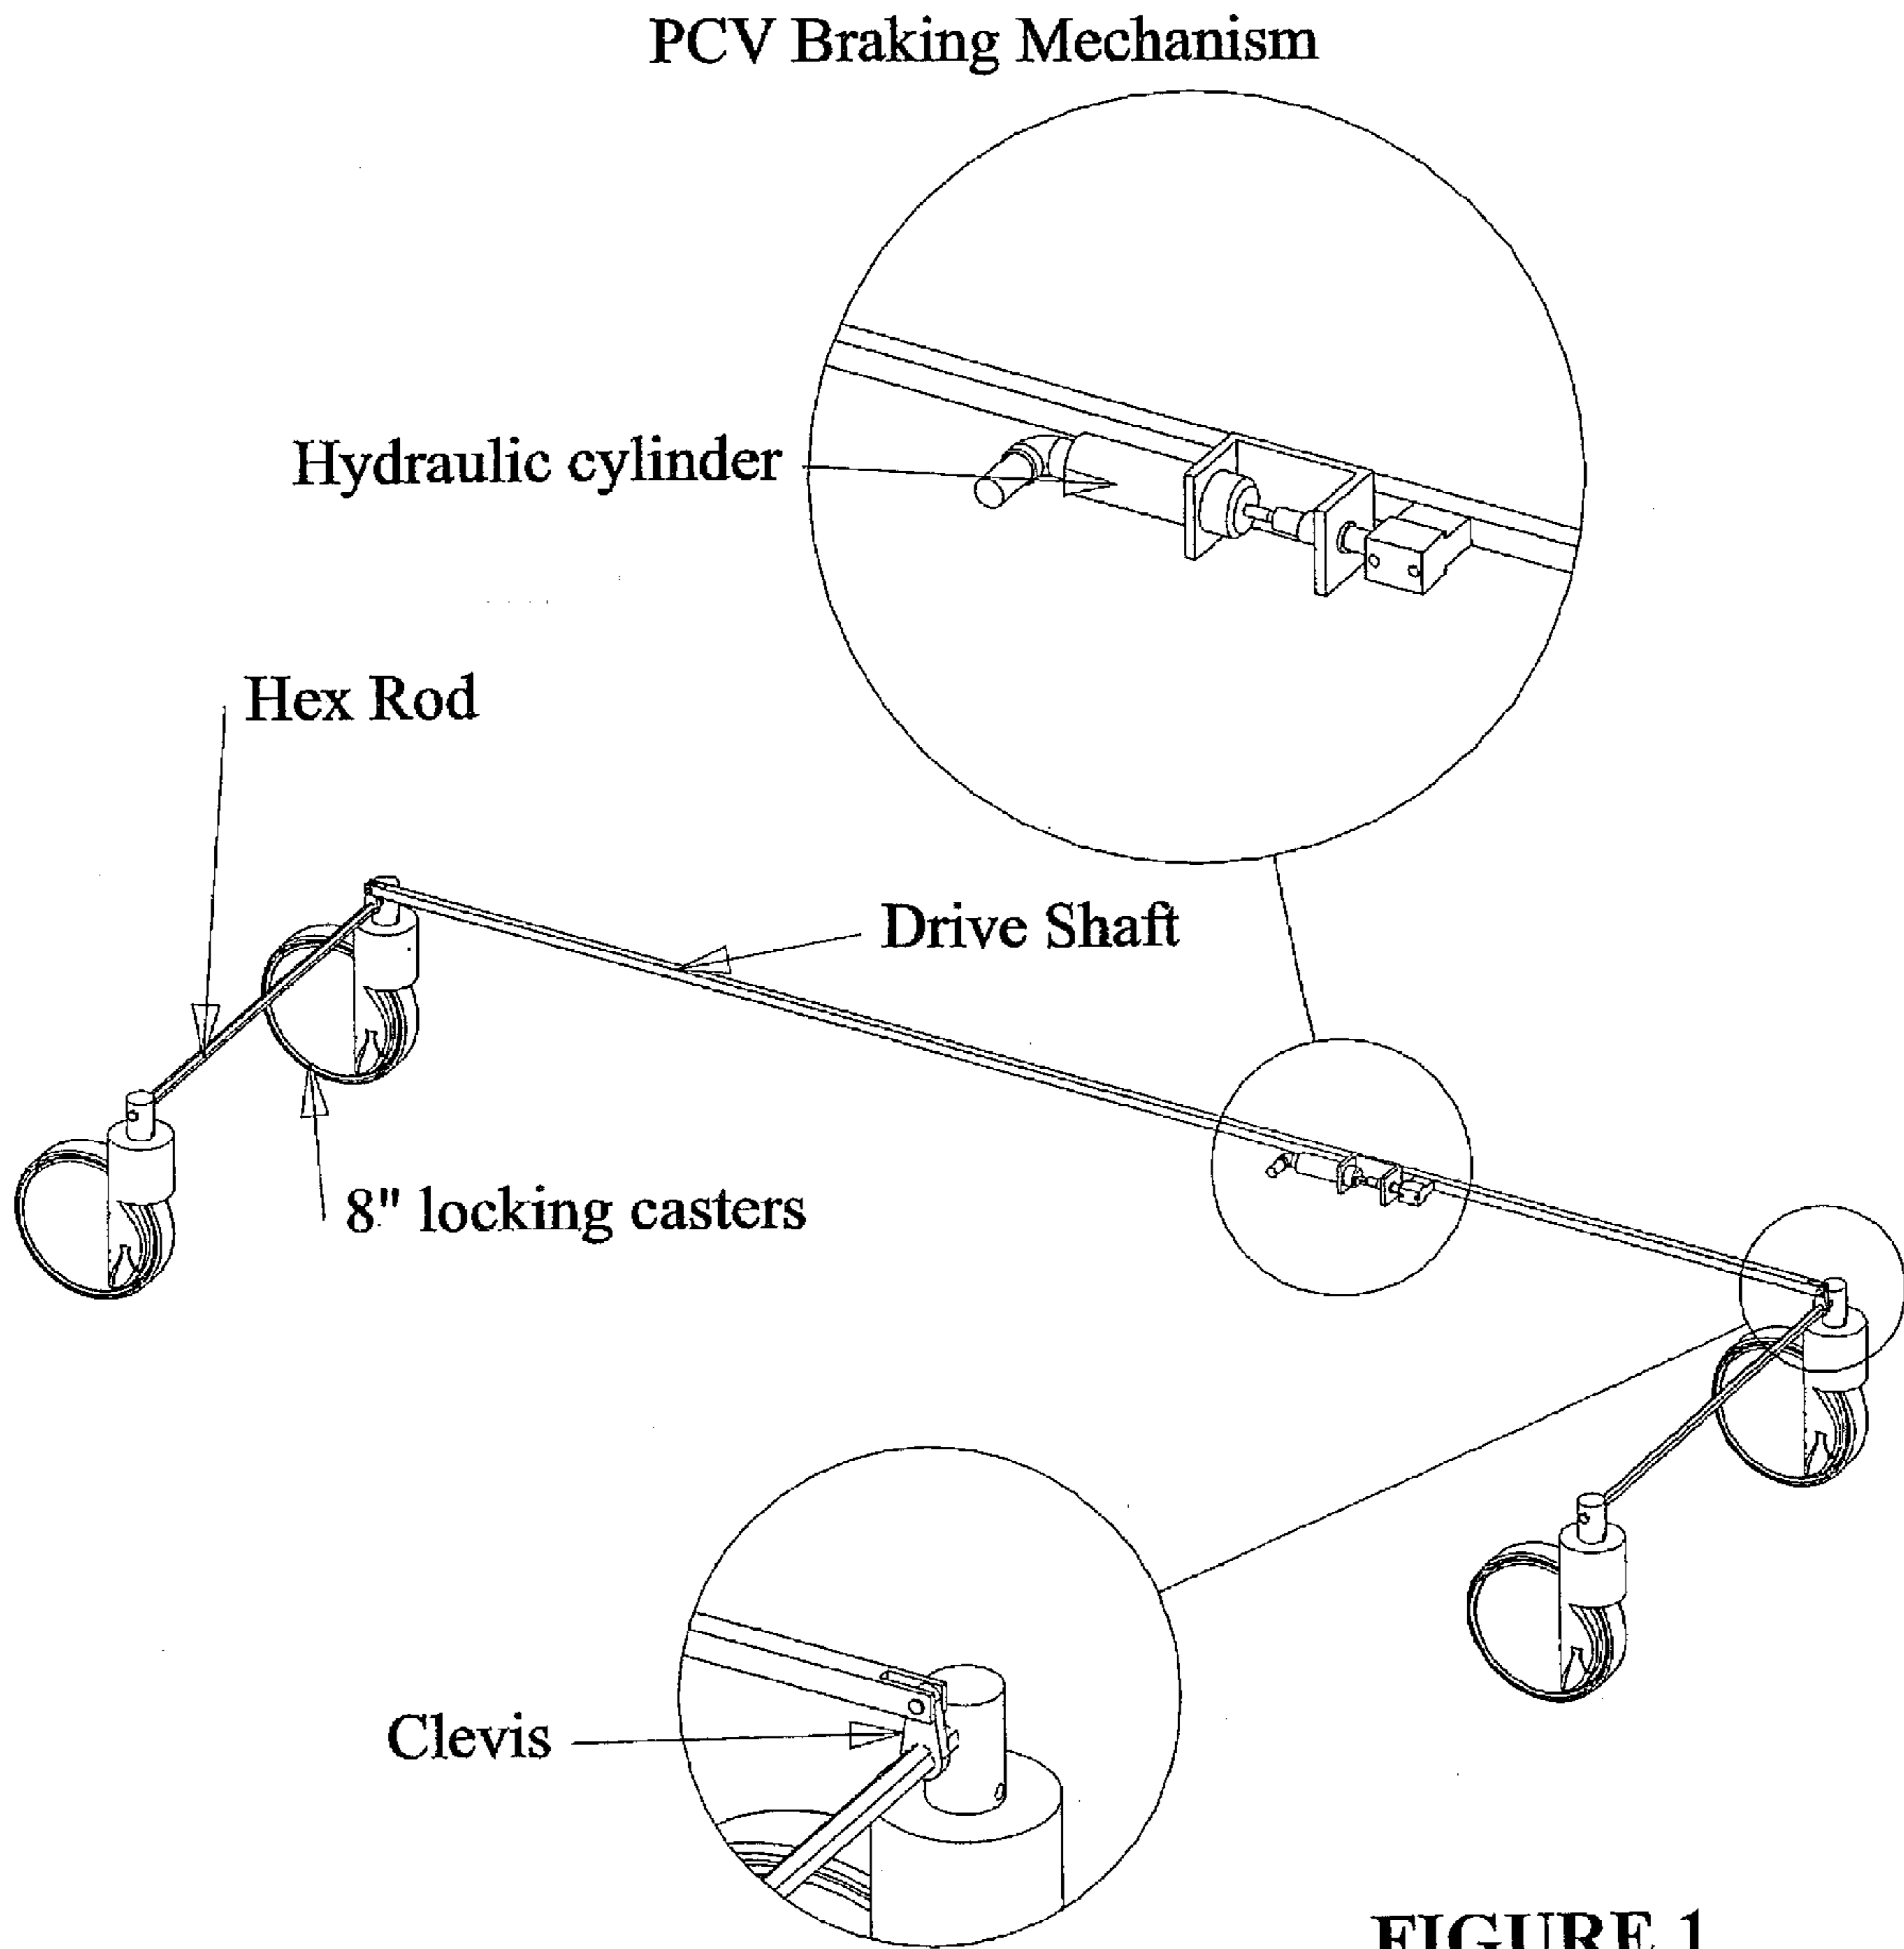 PCV Braking Mechanism
Hydraulic cylinder
Hex Rod
Drive Shaft
8" locking casters
Clevis
FIGURE 1